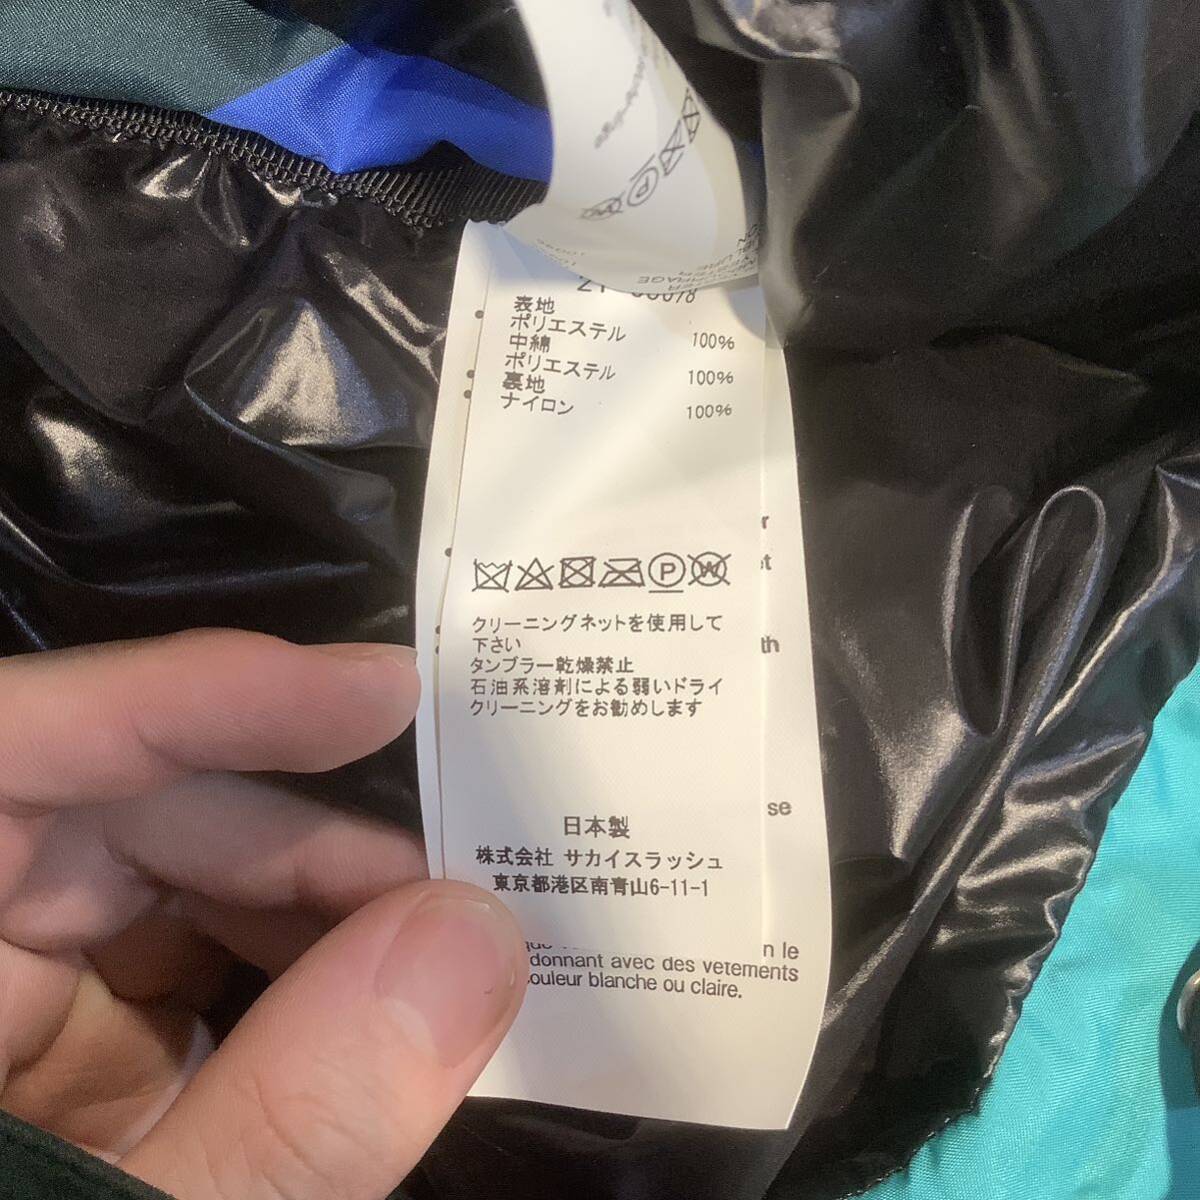 表地
ポリエステル 100%
中綿
ポリエステル 100%
裏地
ナイロン 100%
クリーニングネットを使用して
下さい
タンブラー乾燥禁止
石油系溶剤による弱いドライ
クリーニングをお勧めします
th
se
日本製
株式会社 サカイスラッシュ
東京都港区南青山6-11-1
le
donnant avec des vetements
couleur blanche ou claire.